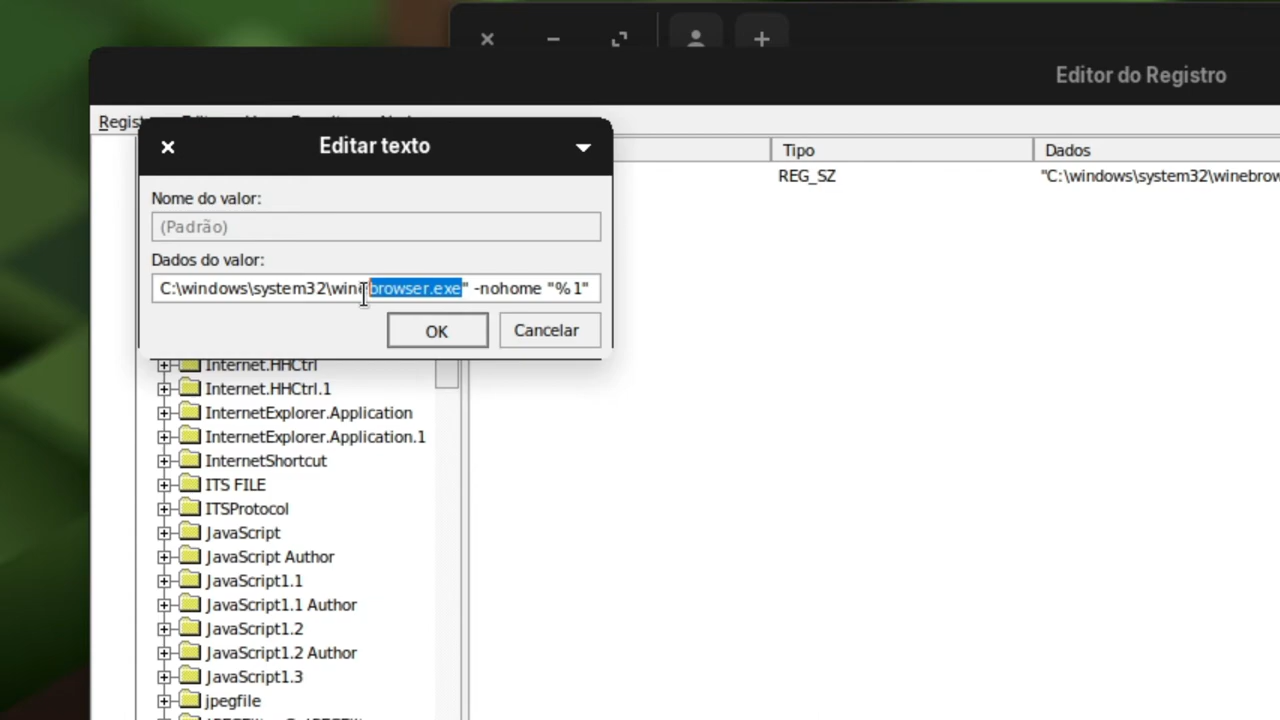 Editor do Registro
Regist
Editar texto
Tipo
Dados
Nome do valor:
REG_SZ
"C:\windows\system32\winebrow
(Padrão)
Dados do valor:
C:\windows\system32\winebrowser.exe" -nohome "%1"
OK
Cancelar
Internet.HHCtrl
Internet.HHCtrl.1
InternetExplorer.Application
InternetExplorer.Application.1
InternetShortcut
ITS FILE
ITSProtocol
JavaScript
JavaScript Author
JavaScript1.1
JavaScript1.1 Author
JavaScript1.2
JavaScript1.2 Author
JavaScript1.3
jpegfile